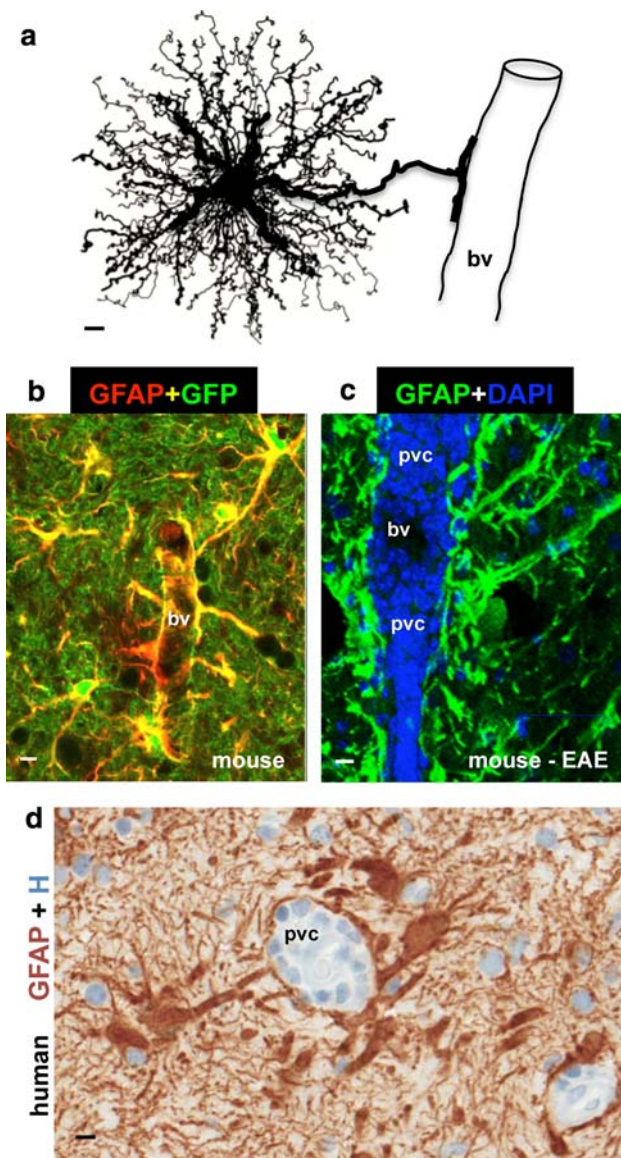 a
bv
b GFAP+GFP
bv
mouse
c GFAP+DAPI
pvc
bv
pvc
mouse - EAE
d
human GFAP + H
pvc